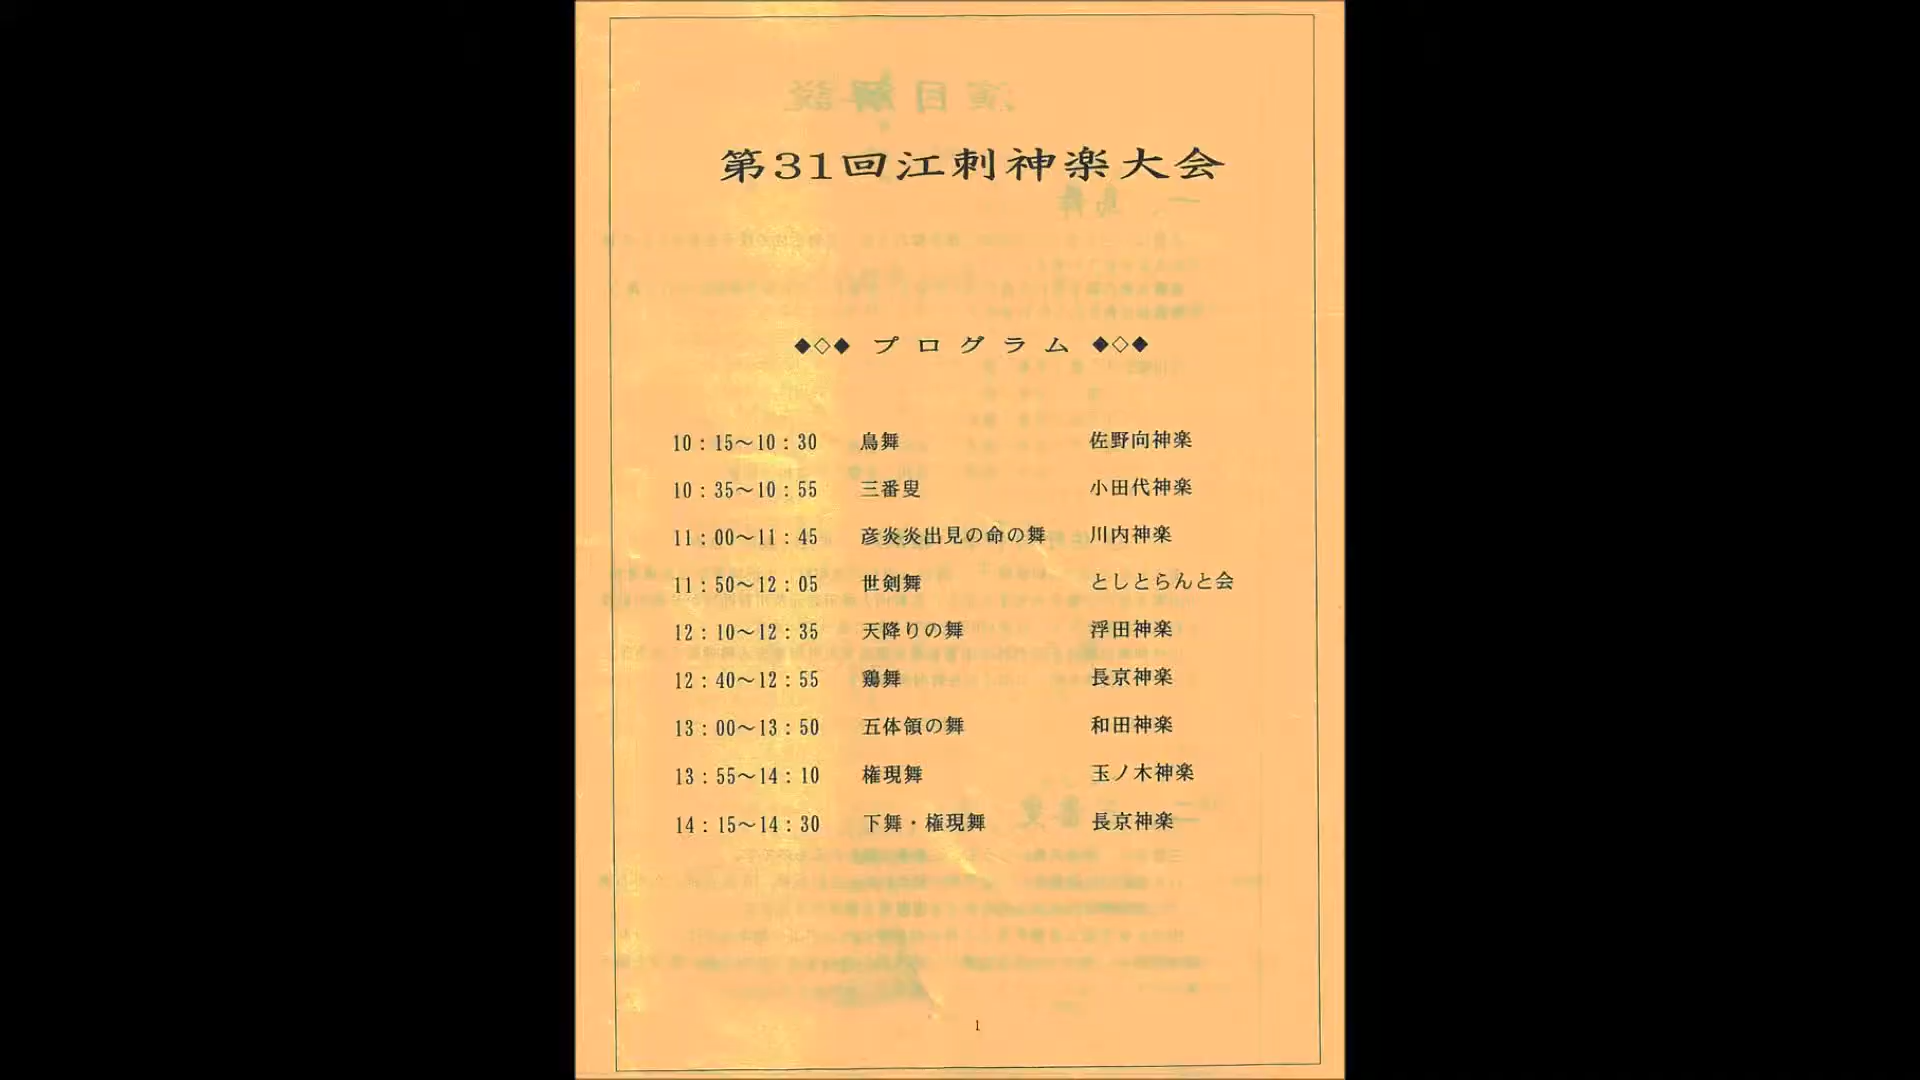 第31回江刺神楽大会
◆◇◆ プログラム ◆◇◆
10:15～10:30 鳥舞 佐野向神楽
10:35～10:55 三番叟 小田代神楽
11:00～11:45 彦炎炎出見の命の舞 川内神楽
11:50～12:05 世剣舞 としとらんと会
12:10～12:35 天降りの舞 浮田神楽
12:40～12:55 鶏舞 長京神楽
13:00～13:50 五体領の舞 和田神楽
13:55～14:10 権現舞 玉ノ木神楽
14:15～14:30 下舞・権現舞 長京神楽
1